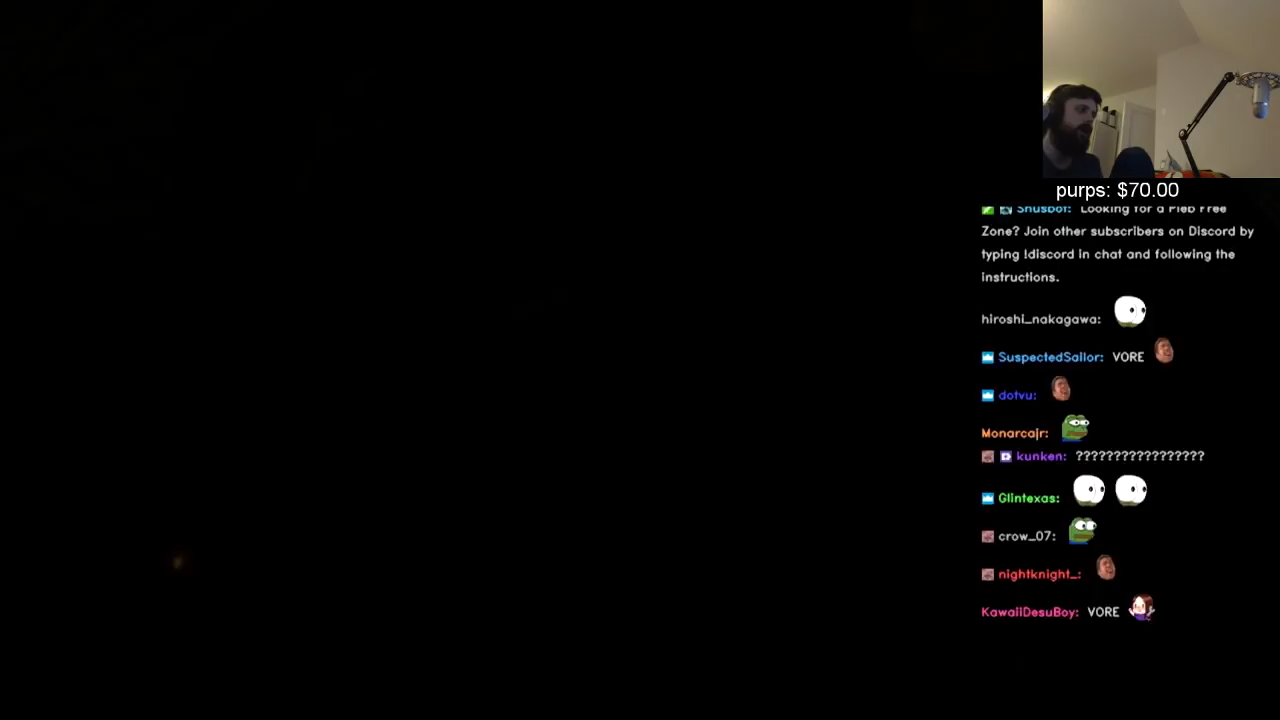 purps: $70.00
Snusbot: Looking for a Pleb Free
Zone? Join other subscribers on Discord by
typing !discord in chat and following the
instructions.
hiroshi_nakagawa:
SuspectedSailor: VORE
dotvu:
Monarcajr:
kunken: ?????????????????
Glintexas:
crow_07:
nightknight_:
KawaiiDesuBoy: VORE